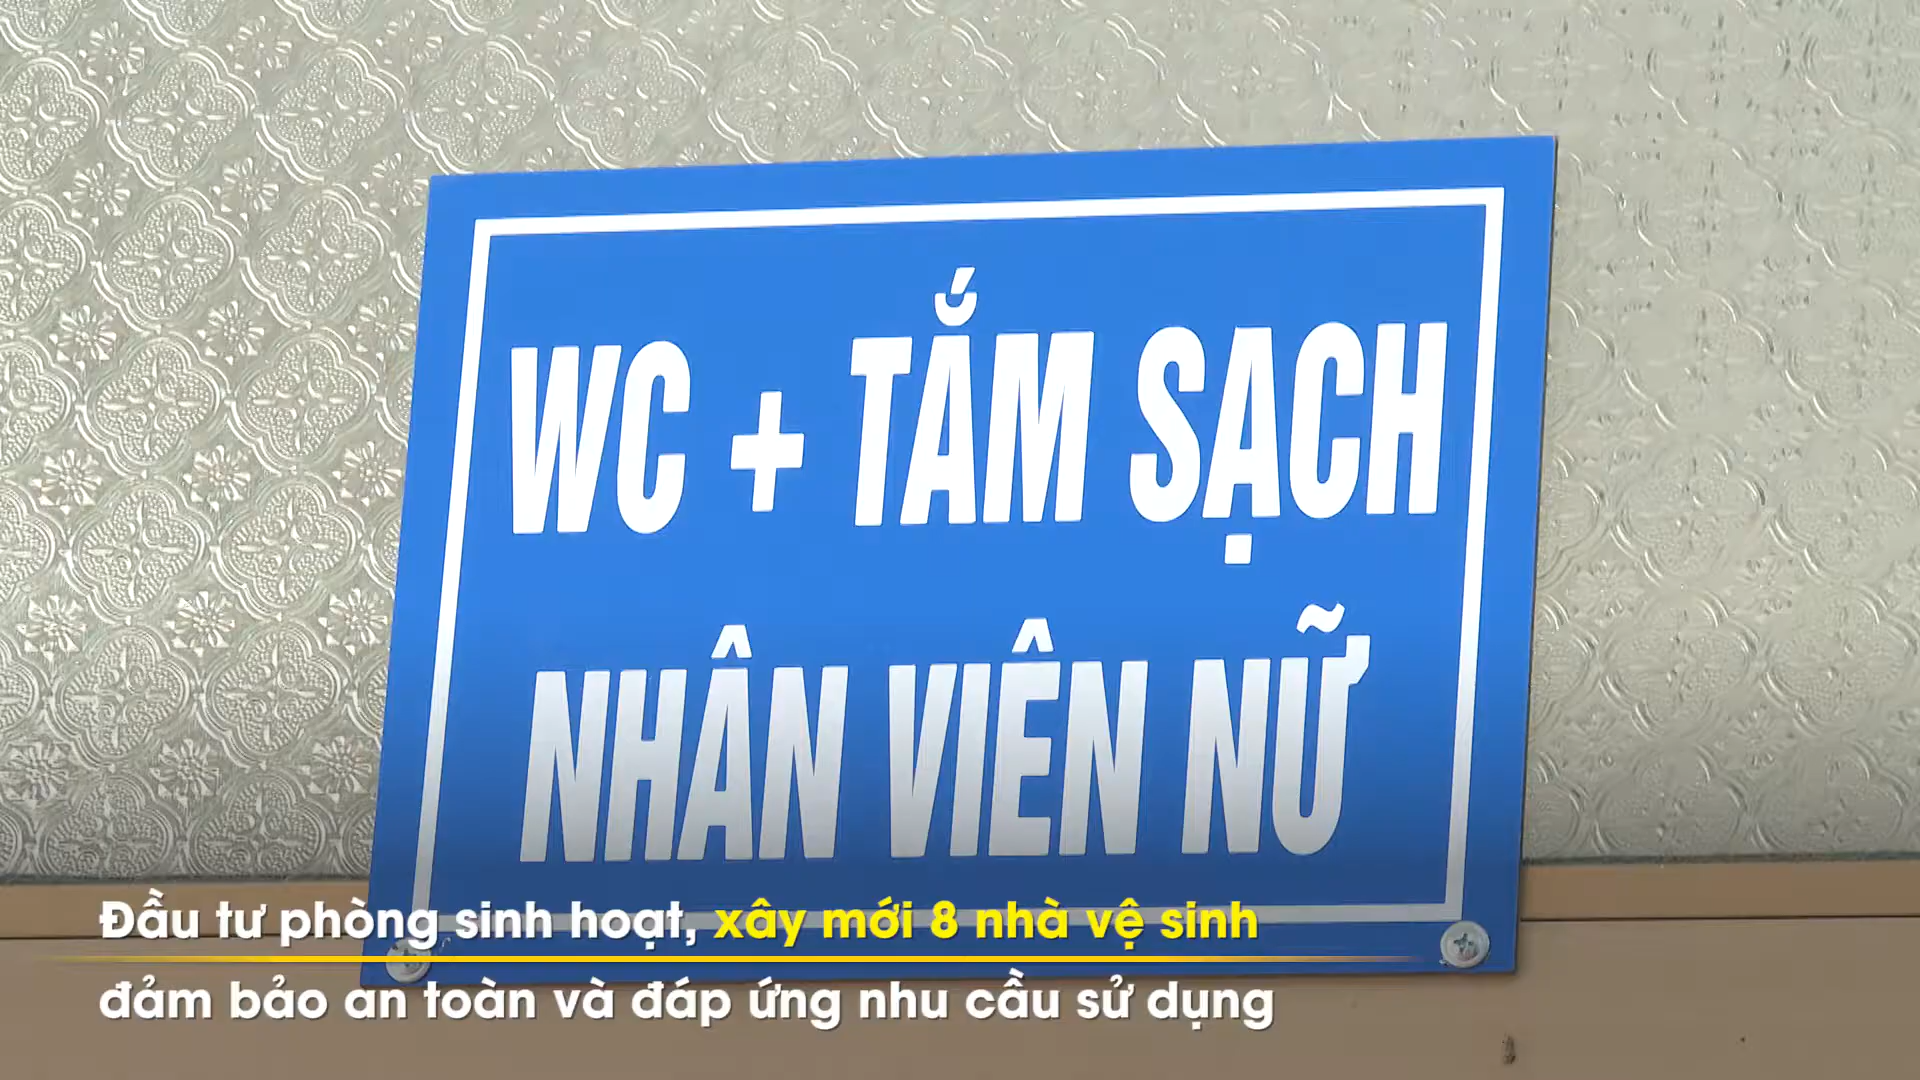 WC + TẮM SẠCH
NHÂN VIÊN NỮ
Đầu tư phòng sinh hoạt, xây mới 8 nhà vệ sinh
đảm bảo an toàn và đáp ứng nhu cầu sử dụng